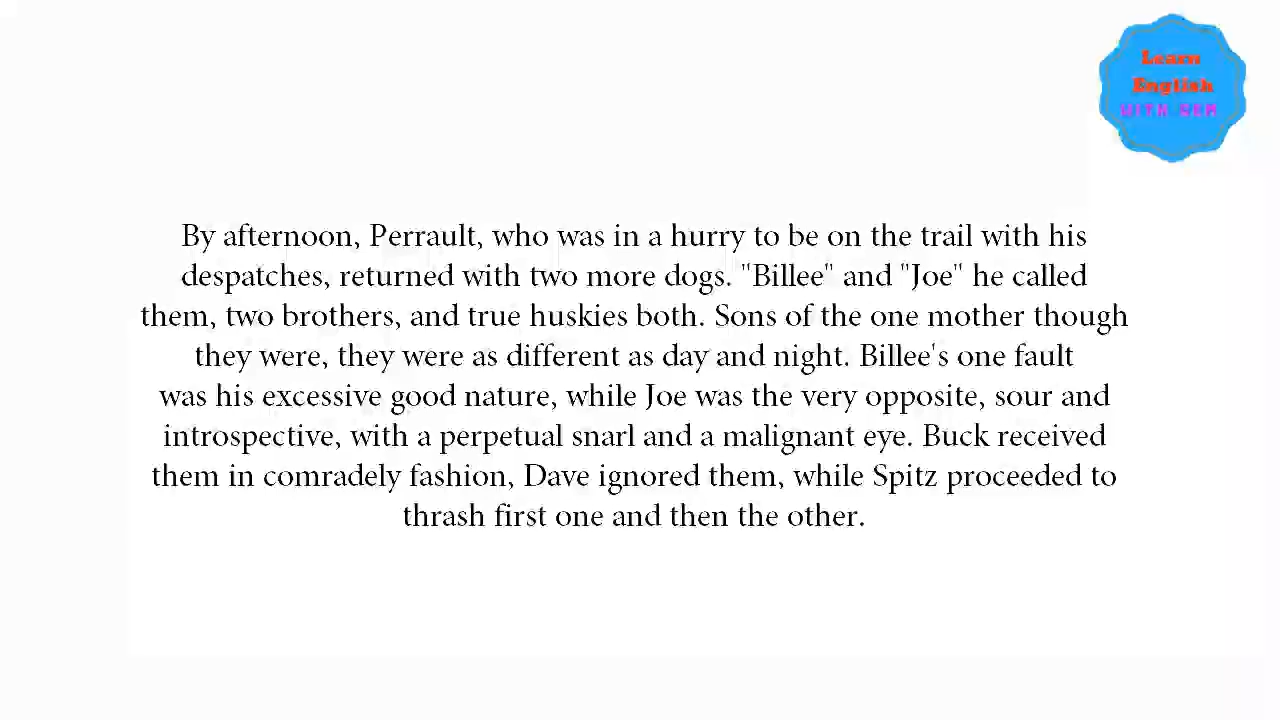 Learn
English
WITH GEM
By afternoon, Perrault, who was in a hurry to be on the trail with his
despatches, returned with two more dogs. "Billee" and "Joe" he called
them, two brothers, and true huskies both. Sons of the one mother though
they were, they were as different as day and night. Billee's one fault
was his excessive good nature, while Joe was the very opposite, sour and
introspective, with a perpetual snarl and a malignant eye. Buck received
them in comradely fashion, Dave ignored them, while Spitz proceeded to
thrash first one and then the other.